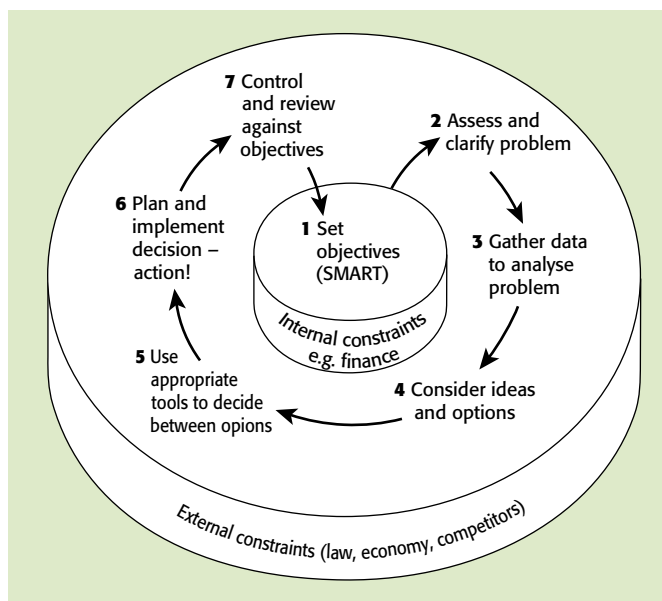 1 Set
objectives
(SMART)
2 Assess and
clarify problem
3 Gather data
to analyse
problem
4 Consider ideas
and options
5 Use
appropriate
tools to decide
between opions
6 Plan and
implement
decision –
action!
7 Control
and review
against
objectives
Internal constraints
e.g. finance
External constraints (law, economy, competitors)